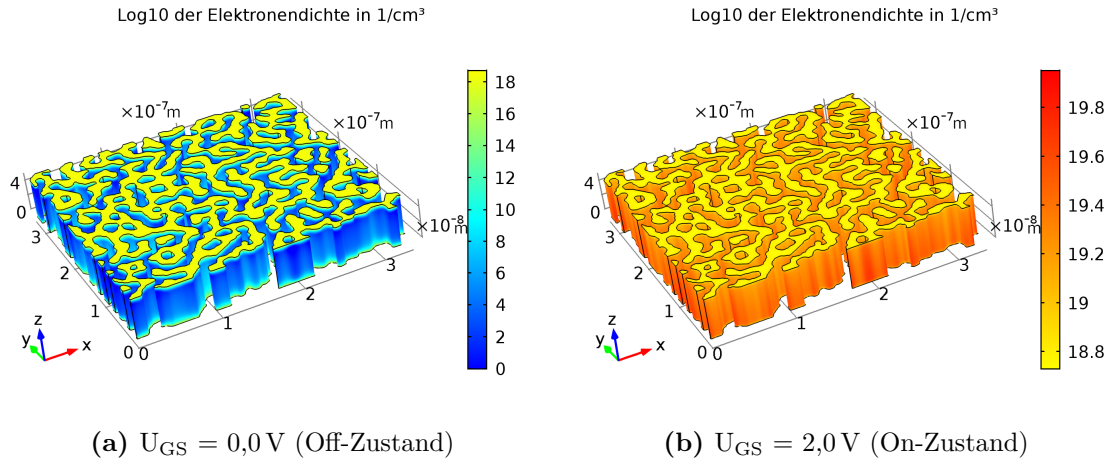 Log10 der Elektronendichte in 1/cm³
×10⁻⁷m
×10⁻⁷m
×10⁻⁸m
4
0
3
2
1
0
0
1
2
3
z
y
x
18
16
14
12
10
8
6
4
2
0
(a) U_GS = 0,0 V (Off-Zustand)
Log10 der Elektronendichte in 1/cm³
×10⁻⁷m
×10⁻⁷m
×10⁻⁸m
4
0
3
2
1
0
0
1
2
3
z
y
x
19.8
19.6
19.4
19.2
19
18.8
(b) U_GS = 2,0 V (On-Zustand)